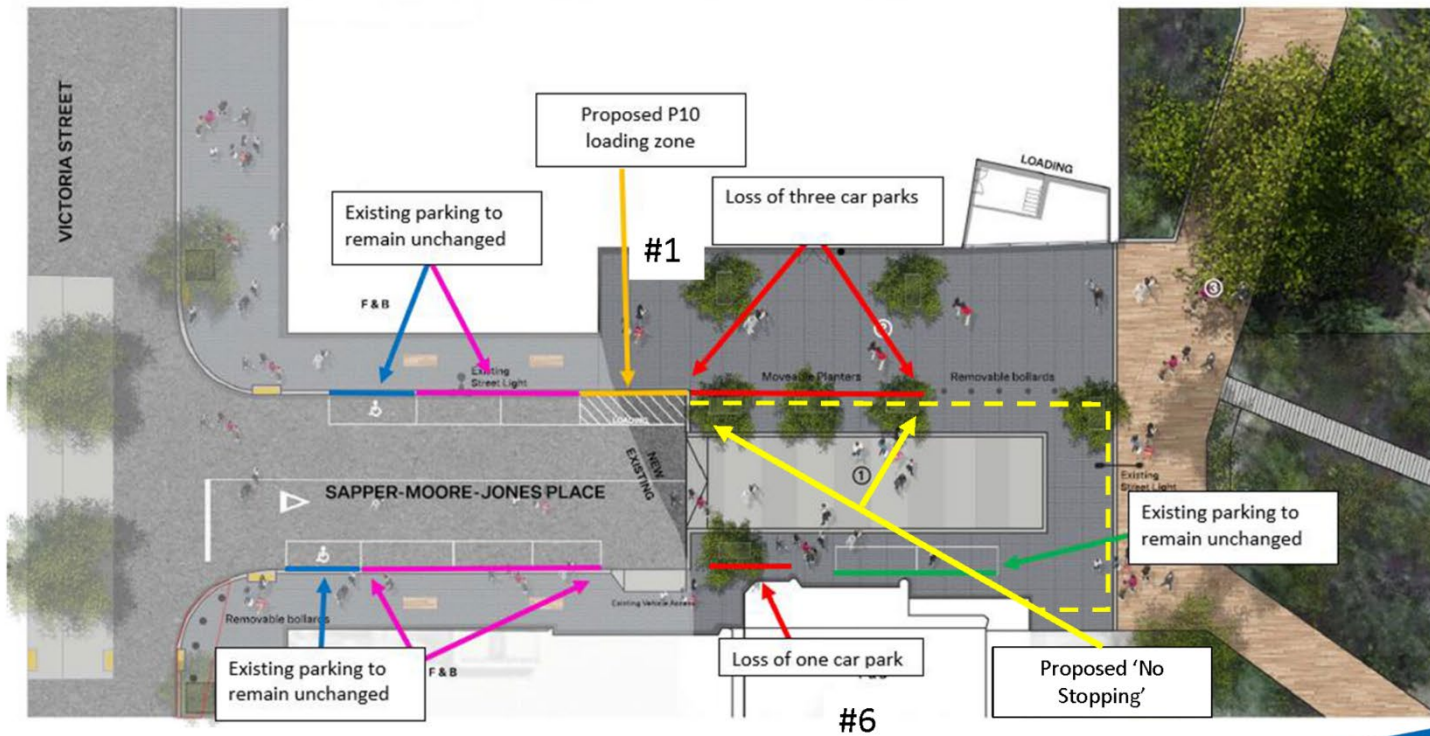 VICTORIA STREET
Proposed P10
loading zone
LOADING
Existing parking to
remain unchanged
Loss of three car parks
#1
F & B
③
Existing
Street Light
Moveable Planters
Removable bollards
LOADING
NEW
EXISTING
①
SAPPER-MOORE-JONES PLACE
Existing
Street Light
Existing parking to
remain unchanged
Existing Vehicle Access
Removable bollards
Existing parking to
remain unchanged
F & B
Loss of one car park
Proposed ‘No
Stopping’
#6